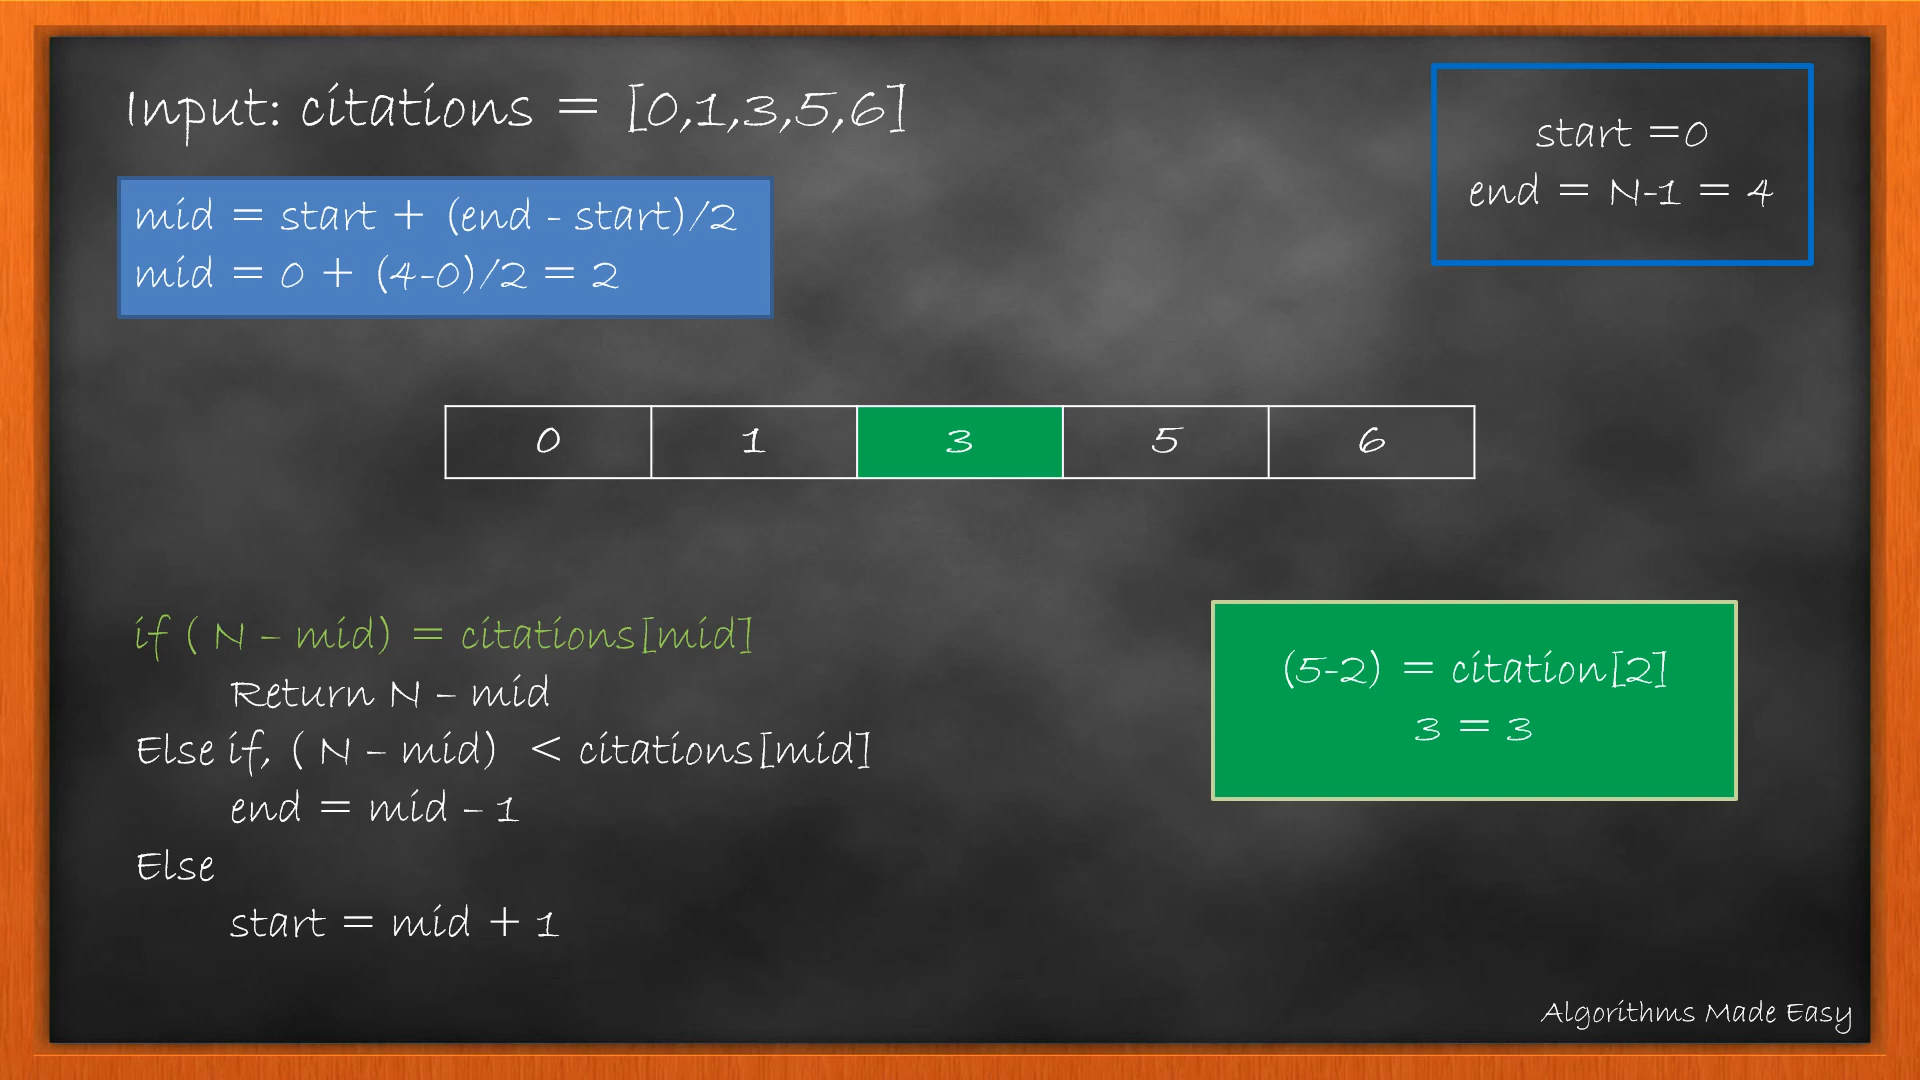 Input: citations = [0,1,3,5,6]
start =0
end = N-1 = 4
mid = start + (end - start)/2
mid = 0 + (4-0)/2 = 2
0 1 3 5 6
if ( N – mid) = citations[mid]
Return N – mid
Else if, ( N – mid) < citations[mid]
end = mid – 1
Else
start = mid + 1
(5-2) = citation[2]
3 = 3
Algorithms Made Easy